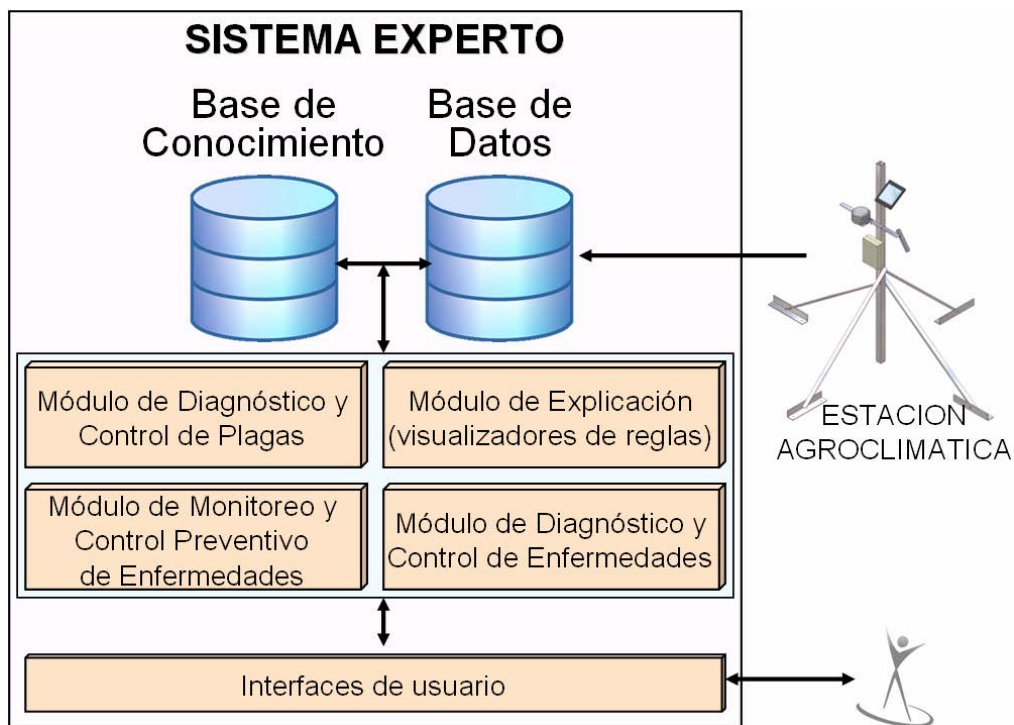 SISTEMA EXPERTO
Base de
Conocimiento
Base de
Datos
Módulo de Diagnóstico y
Control de Plagas
Módulo de Explicación
(visualizadores de reglas)
Módulo de Monitoreo y
Control Preventivo
de Enfermedades
Módulo de Diagnóstico y
Control de Enfermedades
Interfaces de usuario
ESTACION
AGROCLIMATICA